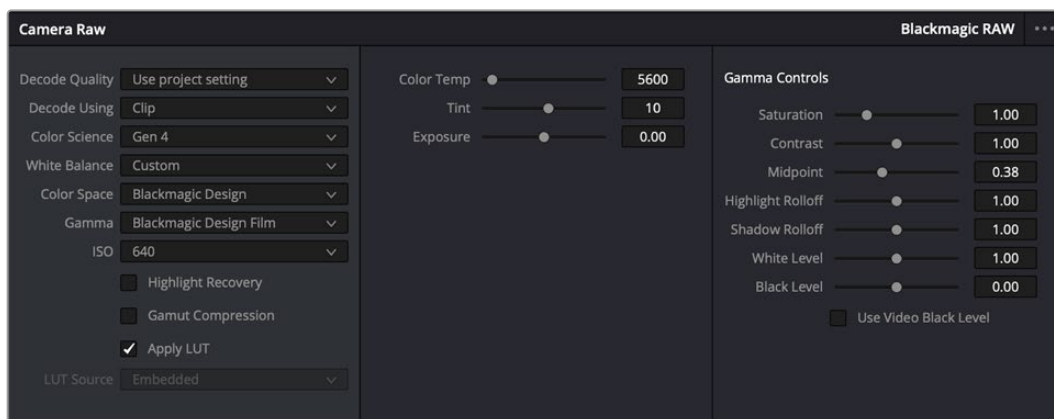 Camera Raw
Blackmagic RAW
Decode Quality Use project setting
Decode Using Clip
Color Science Gen 4
White Balance Custom
Color Space Blackmagic Design
Gamma Blackmagic Design Film
ISO 640
Highlight Recovery
Gamut Compression
Apply LUT
LUT Source Embedded
Color Temp 5600
Tint 10
Exposure 0.00
Gamma Controls
Saturation 1.00
Contrast 1.00
Midpoint 0.38
Highlight Rolloff 1.00
Shadow Rolloff 1.00
White Level 1.00
Black Level 0.00
Use Video Black Level